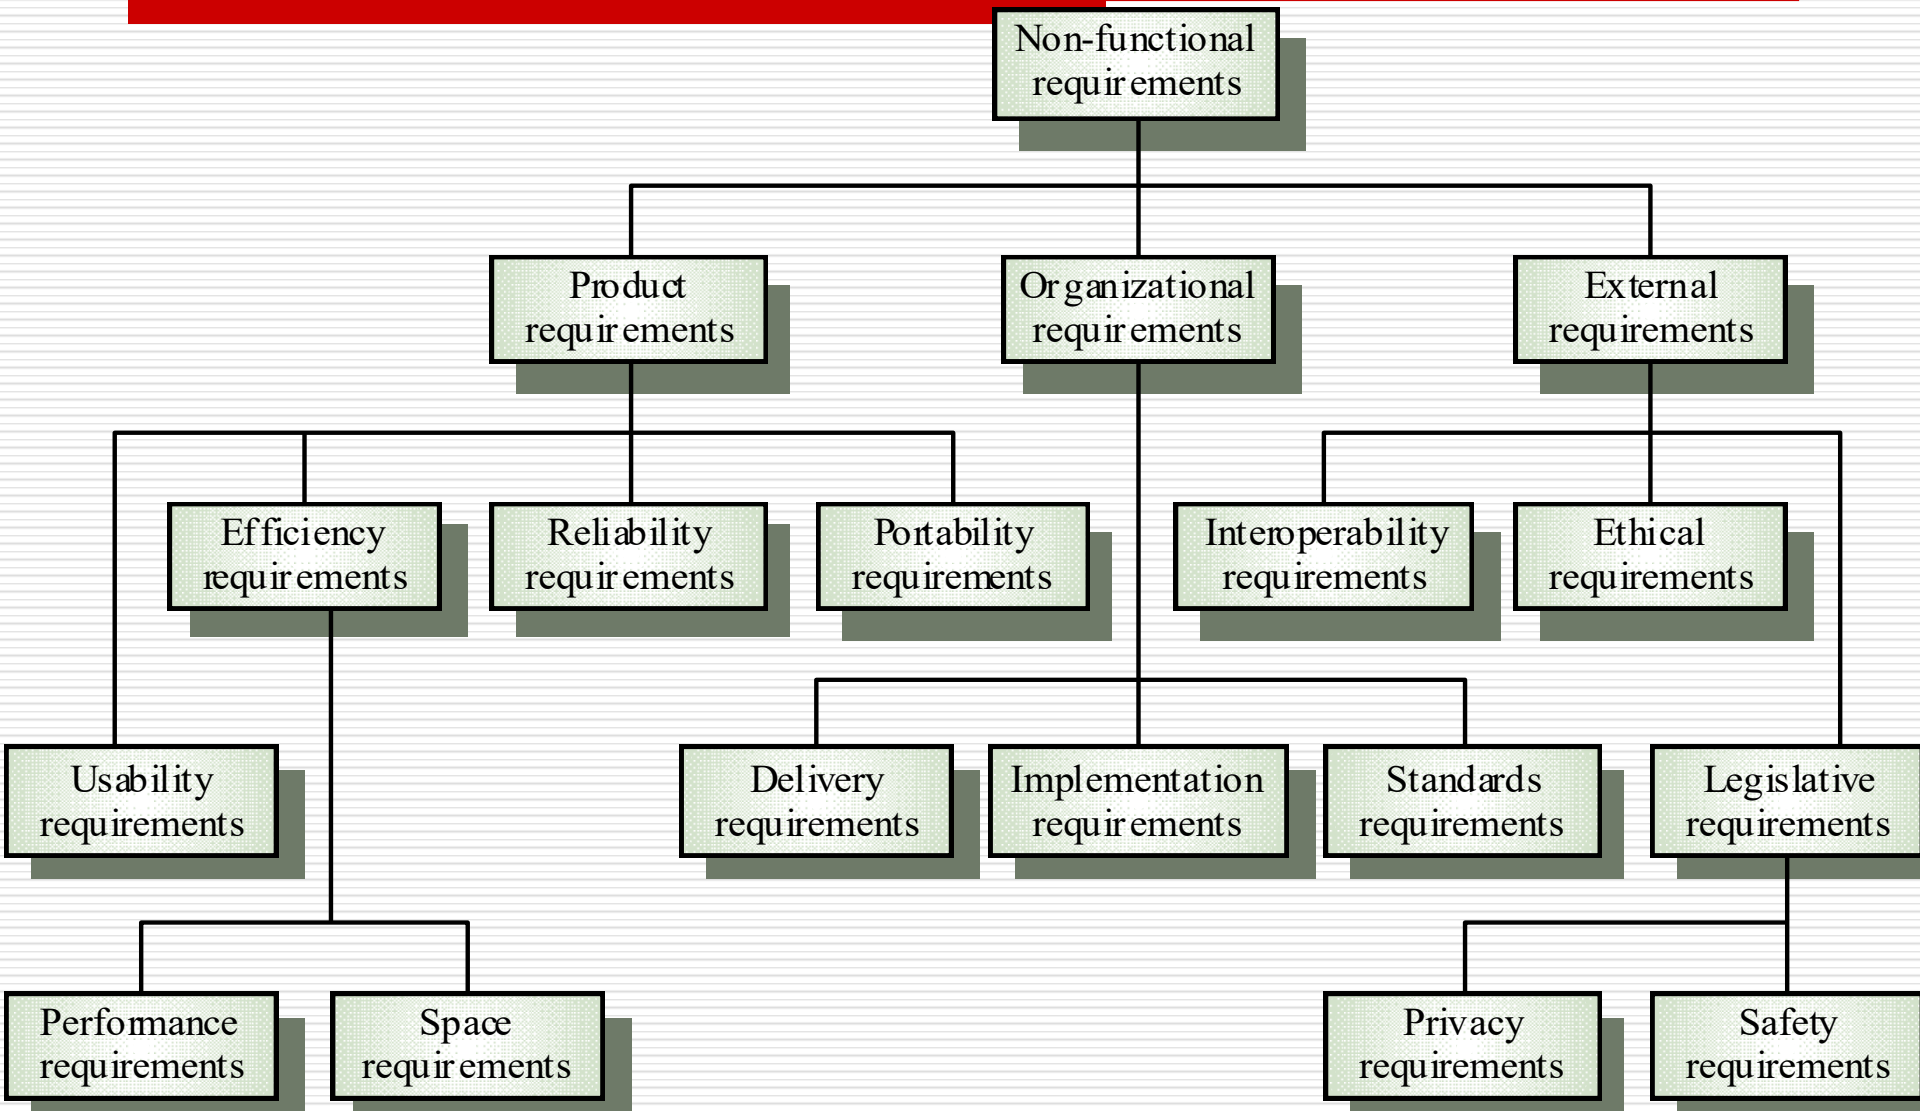 Non-functional
requirements
Product
requirements
Organizational
requirements
External
requirements
Efficiency
requirements
Reliability
requirements
Portability
requirements
Interoperability
requirements
Ethical
requirements
Usability
requirements
Delivery
requirements
Implementation
requirements
Standards
requirements
Legislative
requirements
Performance
requirements
Space
requirements
Privacy
requirements
Safety
requirements